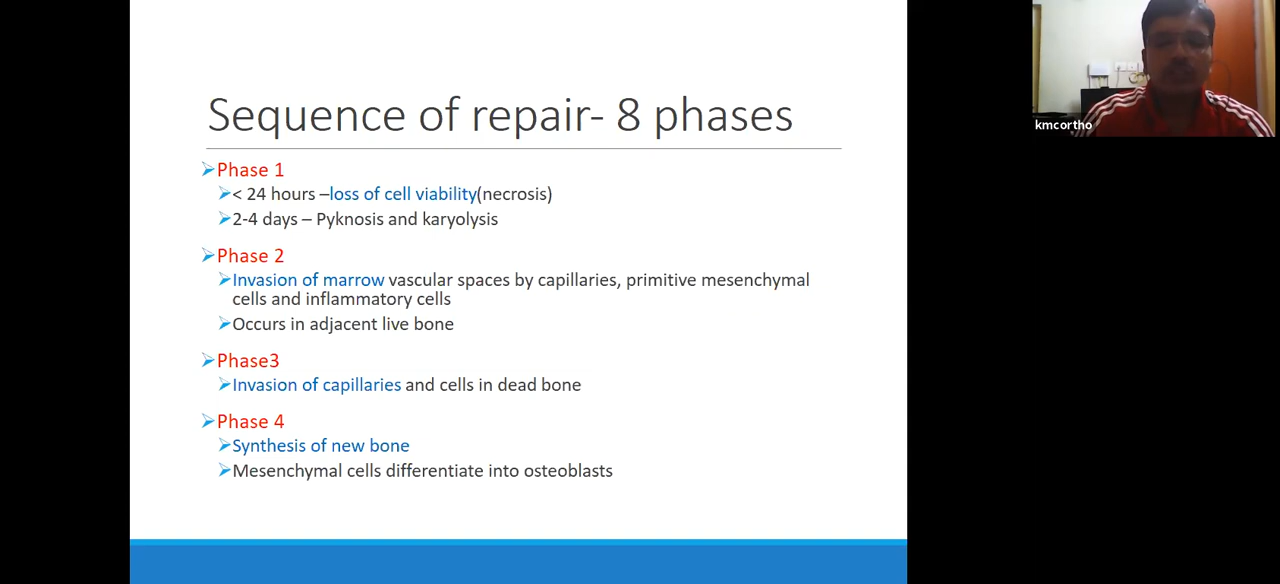 Sequence of repair- 8 phases
Phase 1
< 24 hours –loss of cell viability(necrosis)
2-4 days – Pyknosis and karyolysis
Phase 2
Invasion of marrow vascular spaces by capillaries, primitive mesenchymal
cells and inflammatory cells
Occurs in adjacent live bone
Phase3
Invasion of capillaries and cells in dead bone
Phase 4
Synthesis of new bone
Mesenchymal cells differentiate into osteoblasts
kmcortho